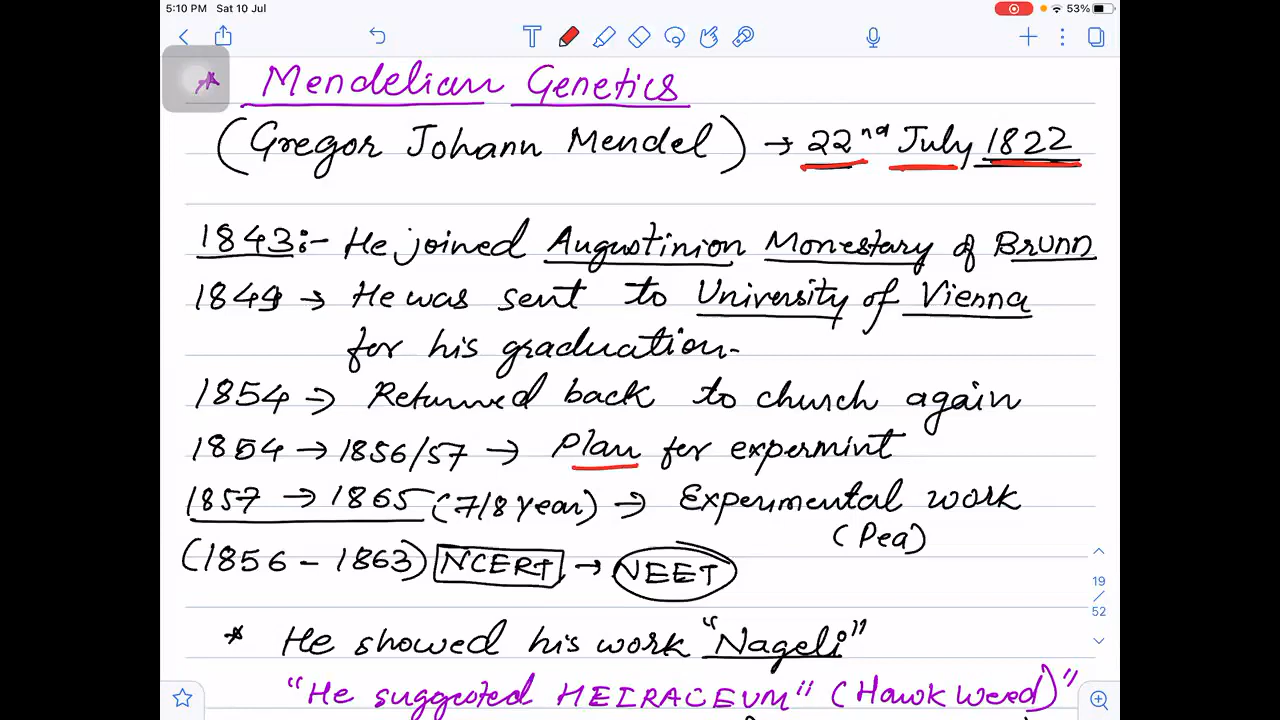 5:10 PM Sat 10 Jul 53%
Mendelian Genetics
(Gregor Johann Mendel) → 22nd July 1822
1843:- He joined Augustinion Monestary of Brunn
1849 → He was sent to University of Vienna
for his graduation.
1854 → Returned back to church again
1854 → 1856/57 → Plan for expermint
1857 → 1865 (7/8 year) → Expermental work
(Pea)
(1856 - 1863) NCERT → NEET
19
/
52
* He showed his work "Nageli"
"He suggested HEIRACEUM" (Hawk Weed)"